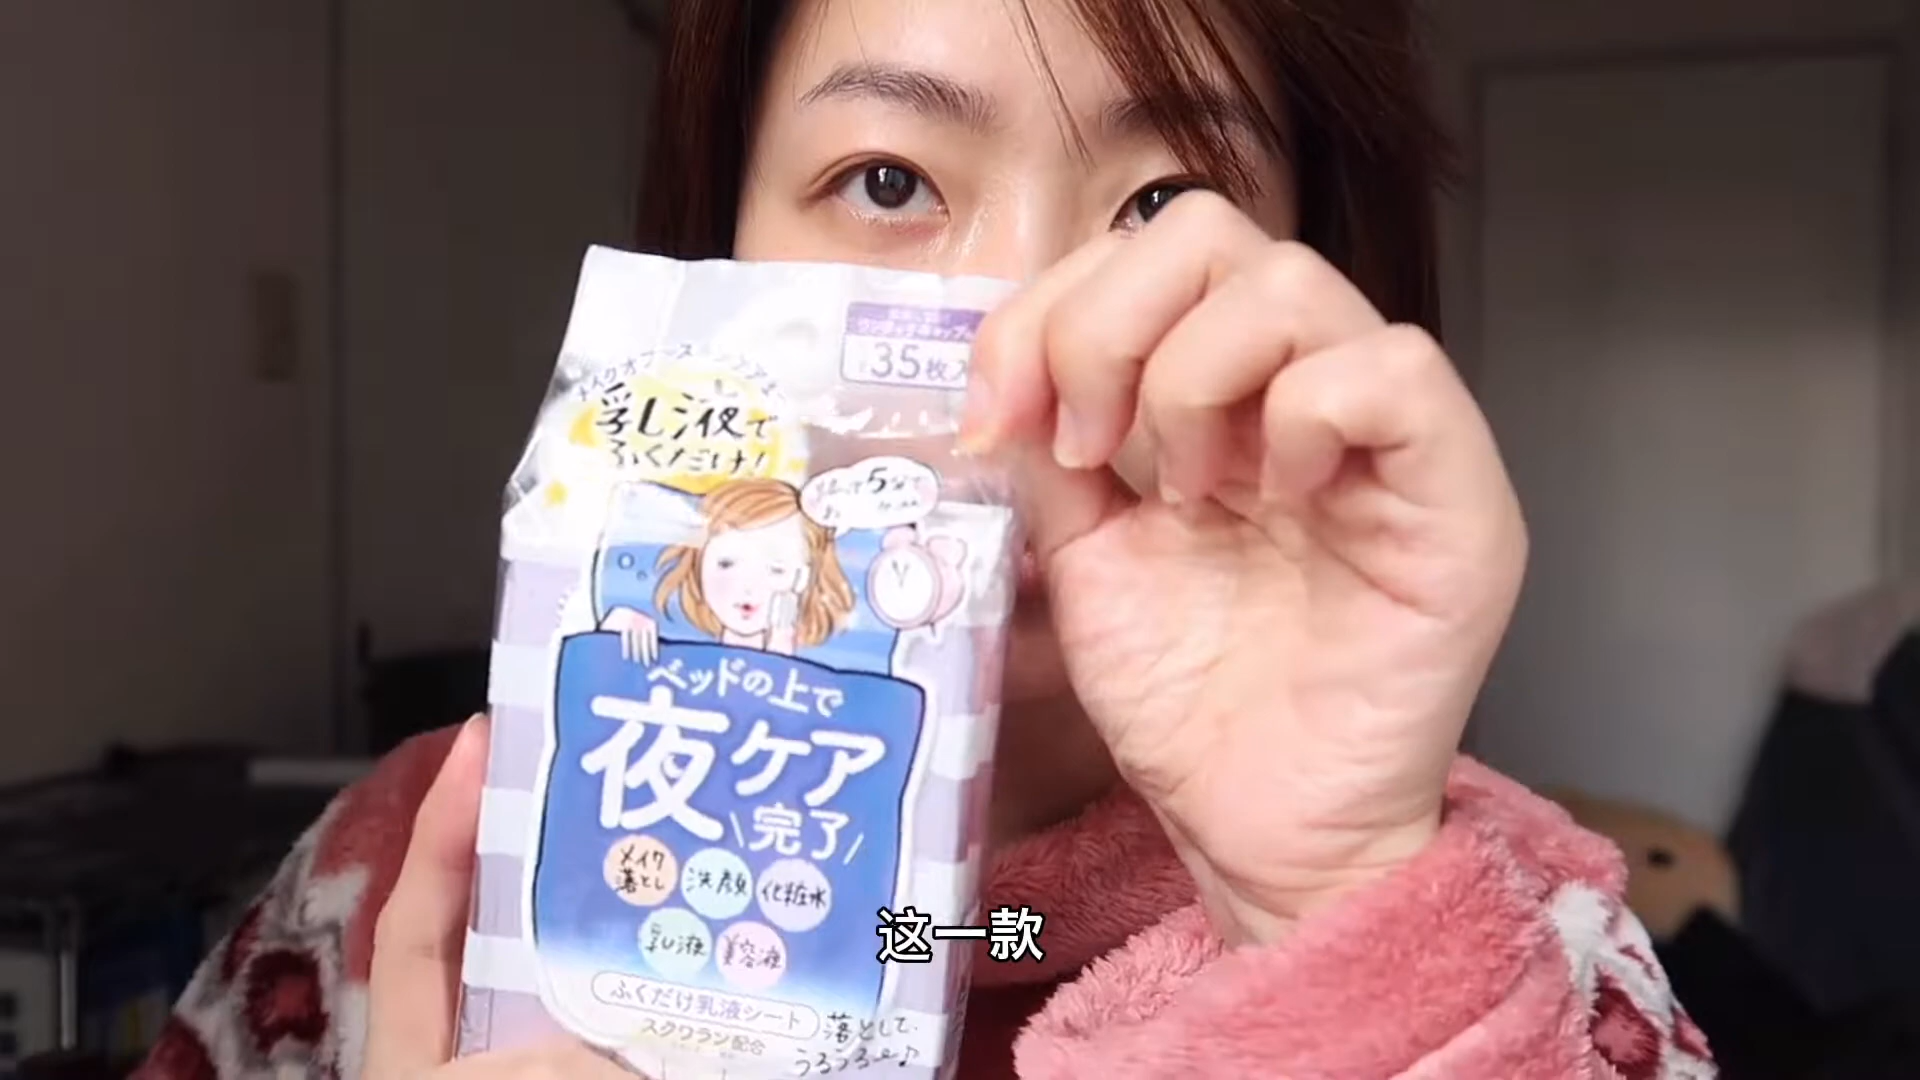 35枚入
乳液で
ふくだけ!
ベッドの上で
夜ケア
完了
メイク
落とし
洗顔
化粧水
乳液
美容液
ふくだけ乳液シート
スクワラン配合
落として、
うるうる〜♪
这一款